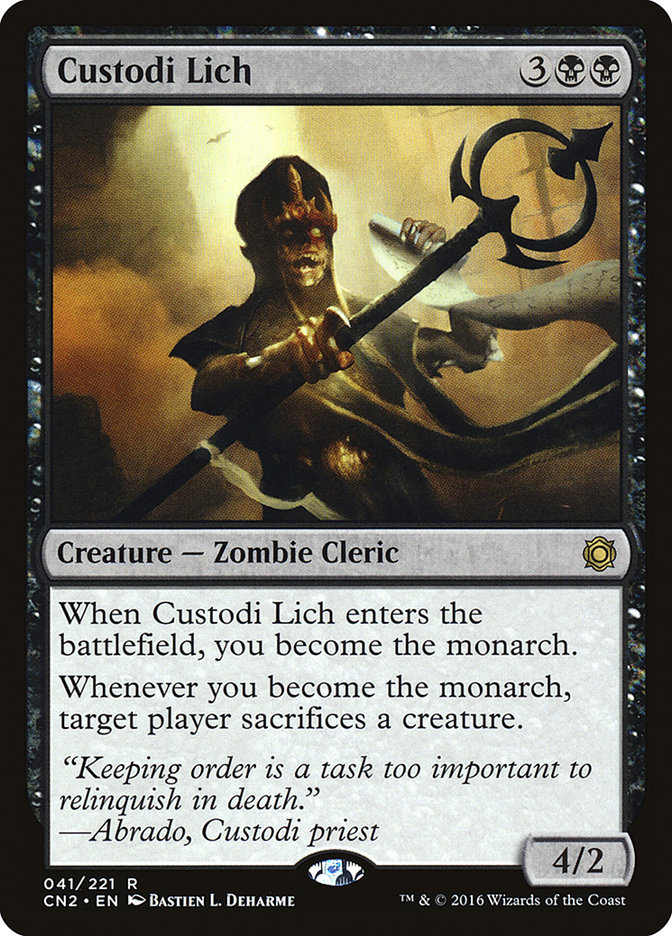 Custodi Lich 3
Creature — Zombie Cleric
When Custodi Lich enters the
battlefield, you become the monarch.
Whenever you become the monarch,
target player sacrifices a creature.
“Keeping order is a task too important to
relinquish in death.”
—Abrado, Custodi priest
4/2
041/221 R
CN2 • EN Bastien L. Deharme
™ & © 2016 Wizards of the Coast